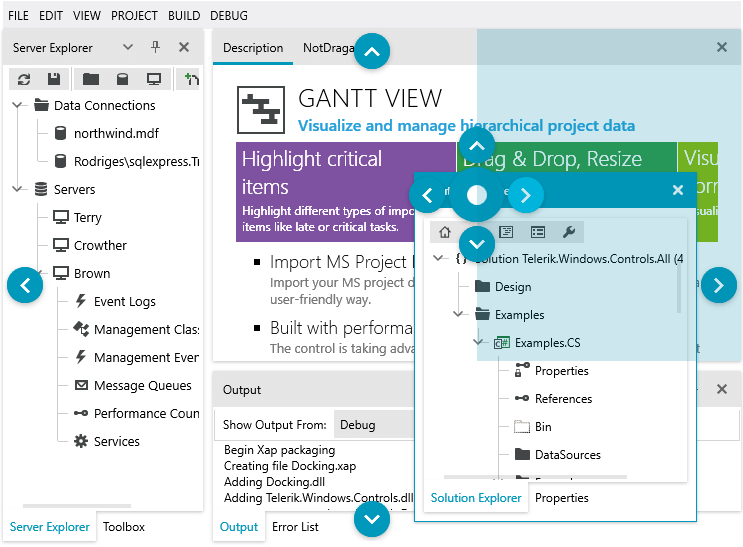 FILE EDIT VIEW PROJECT BUILD DEBUG
Server Explorer
Data Connections
northwind.mdf
Rodriges\sqlexpress.Tr
Servers
Terry
Crowther
Brown
Event Logs
Management Clas
Management Even
Message Queues
Performance Coun
Services
Server Explorer Toolbox
Description NotDraga
GANTT VIEW
Visualize and manage hierarchical project data
Highlight critical
items
Highlight different types of impo
items like late or critical tasks.
Drag & Drop, Resize
Visu
Import MS Project
Import your MS project d
user-friendly way.
Built with performa
The control is taking adva
Output
Show Output From: Debug
Begin Xap packaging
Creating file Docking.xap
Adding Docking.dll
Adding Telerik.Windows.Controls.dll
Output Error List
Solution Telerik.Windows.Controls.All (4
Design
Examples
C# Examples.CS
Properties
References
Bin
DataSources
Solution Explorer Properties